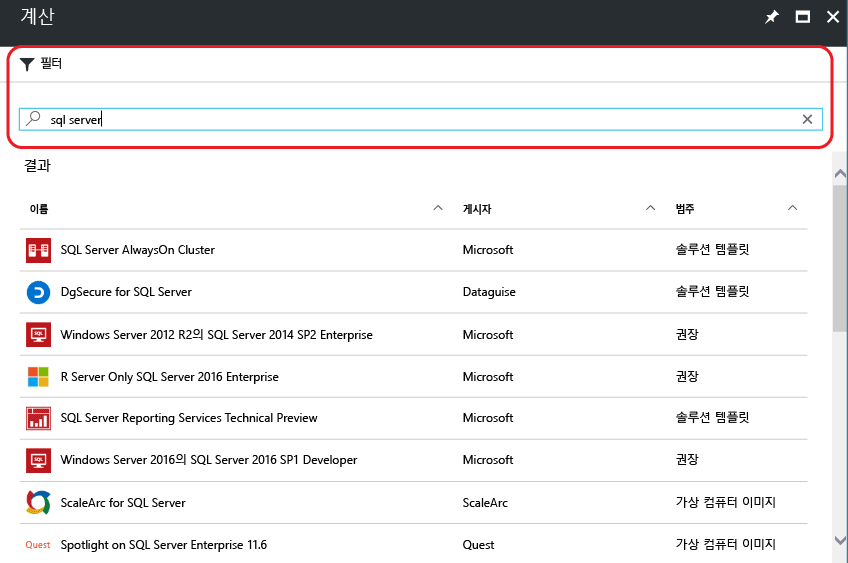 계산
필터
sql server
결과
이름 게시자 범주
SQL Server AlwaysOn Cluster Microsoft 솔루션 템플릿
DgSecure for SQL Server Dataguise 솔루션 템플릿
SQL Windows Server 2012 R2의 SQL Server 2014 SP2 Enterprise Microsoft 권장
R Server Only SQL Server 2016 Enterprise Microsoft 권장
SQL Server Reporting Services Technical Preview Microsoft 솔루션 템플릿
SQL Windows Server 2016의 SQL Server 2016 SP1 Developer Microsoft 권장
ScaleArc for SQL Server ScaleArc 가상 컴퓨터 이미지
Quest Spotlight on SQL Server Enterprise 11.6 Quest 가상 컴퓨터 이미지